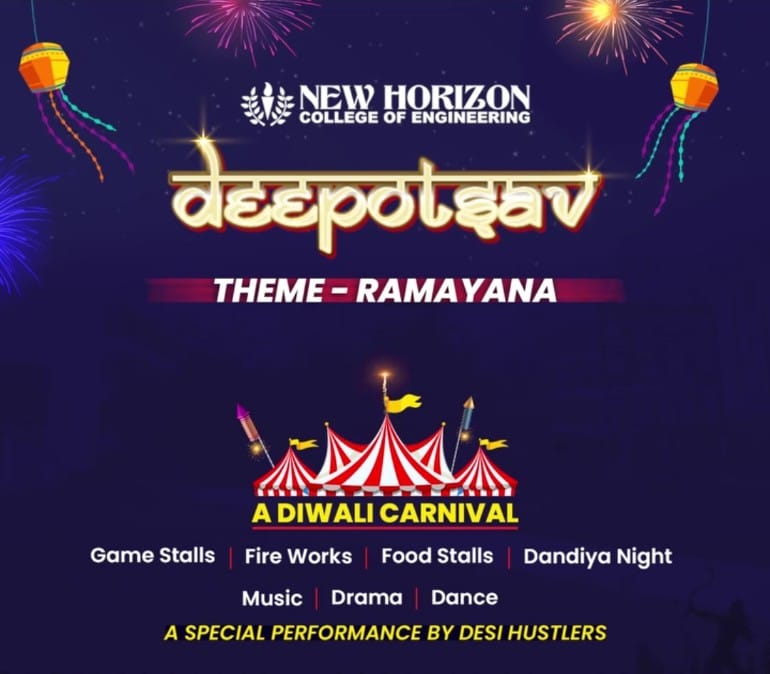 NEW HORIZON
COLLEGE OF ENGINEERING
DEEPOTSAV
THEME - RAMAYANA
A DIWALI CARNIVAL
Game Stalls | Fire Works | Food Stalls | Dandiya Night
Music | Drama | Dance
A SPECIAL PERFORMANCE BY DESI HUSTLERS